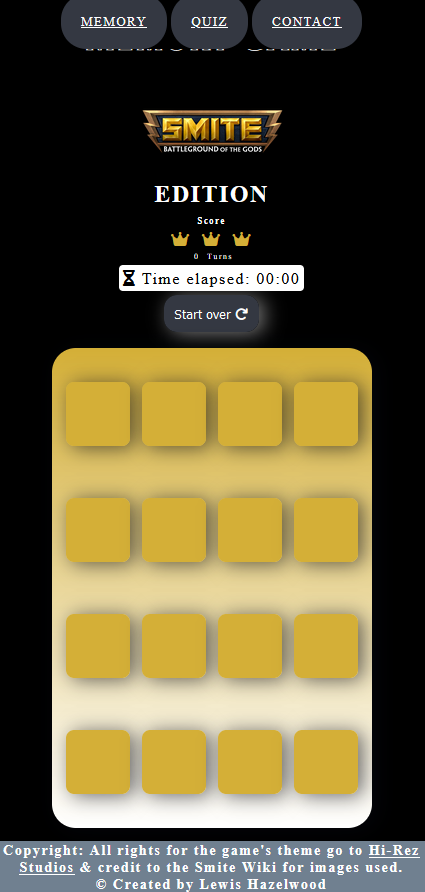 MEMORY QUIZ CONTACT
SMITE
BATTLEGROUND OF THE GODS
EDITION
Score
0 Turns
Time elapsed: 00:00
Start over
Copyright: All rights for the game's theme go to Hi-Rez
Studios & credit to the Smite Wiki for images used.
© Created by Lewis Hazelwood